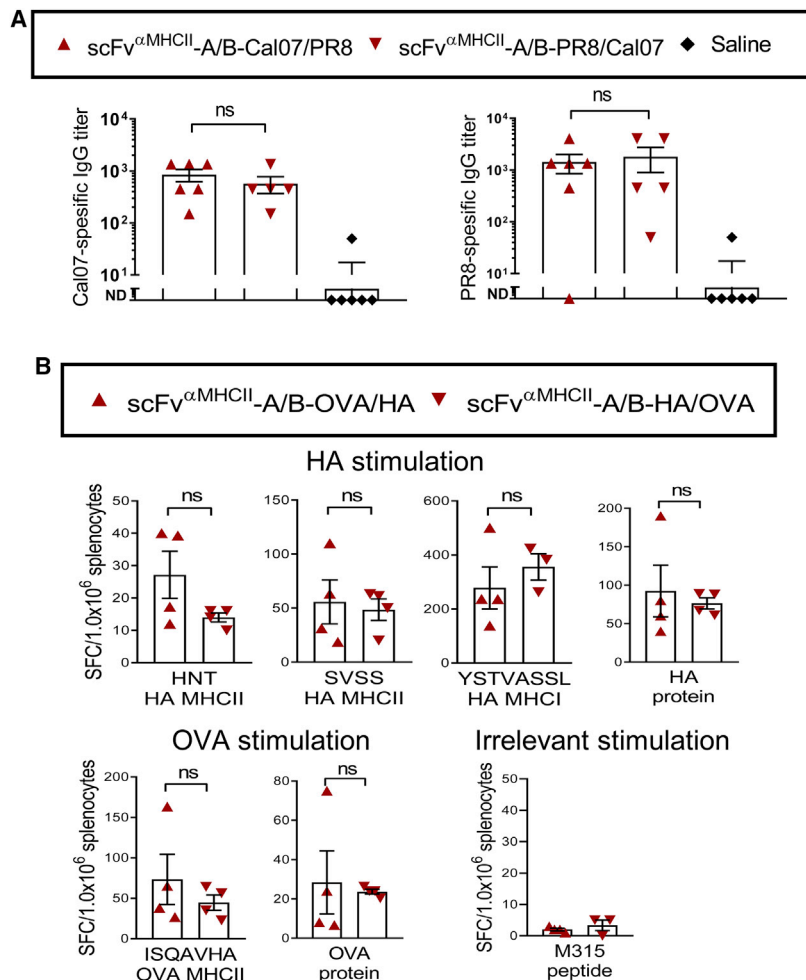 A
scFvαMHCII-A/B-Cal07/PR8 scFvαMHCII-A/B-PR8/Cal07 Saline
Cal07-spesific IgG titer
10⁴
10³
10²
10¹
ND
ns
PR8-spesific IgG titer
10⁴
10³
10²
10¹
ND
ns
B
scFvαMHCII-A/B-OVA/HA scFvαMHCII-A/B-HA/OVA
HA stimulation
SFC/1.0x10⁶ splenocytes
50
40
30
20
10
0
ns
HNT
HA MHCII
150
100
50
0
ns
SVSS
HA MHCII
600
400
200
0
ns
YSTVASSL
HA MHCI
200
150
100
50
0
ns
HA
protein
OVA stimulation
SFC/1.0x10⁶ splenocytes
200
150
100
50
0
ns
ISQAVHA
OVA MHCII
80
60
40
20
0
ns
OVA
protein
Irrelevant stimulation
SFC/1.0x10⁶ splenocytes
50
40
30
20
10
0
M315
peptide